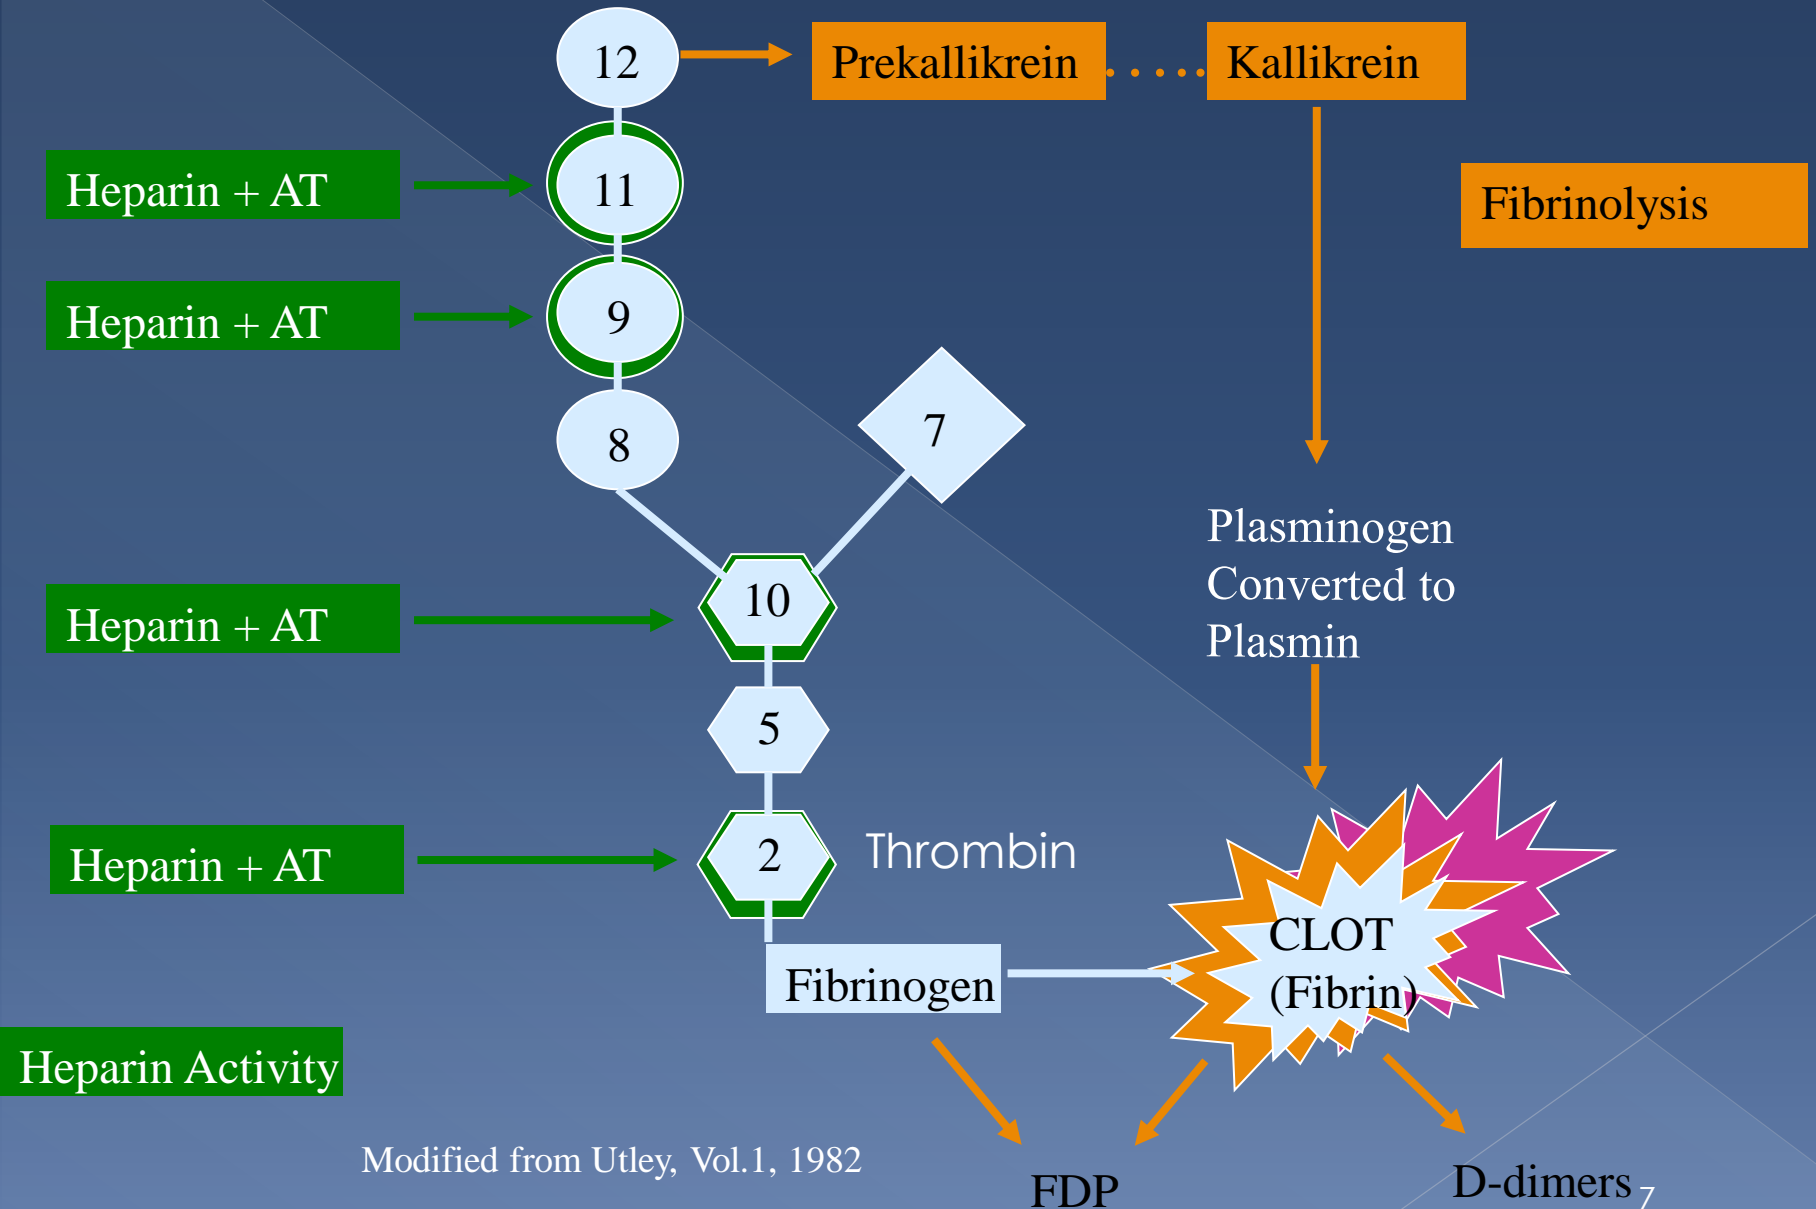 12
Prekallikrein
Kallikrein
Heparin + AT
11
Fibrinolysis
Heparin + AT
9
8
7
Plasminogen
Converted to
Plasmin
Heparin + AT
10
5
Heparin + AT
2
Thrombin
CLOT
(Fibrin)
Fibrinogen
Heparin Activity
Modified from Utley, Vol.1, 1982
FDP
D-dimers
7